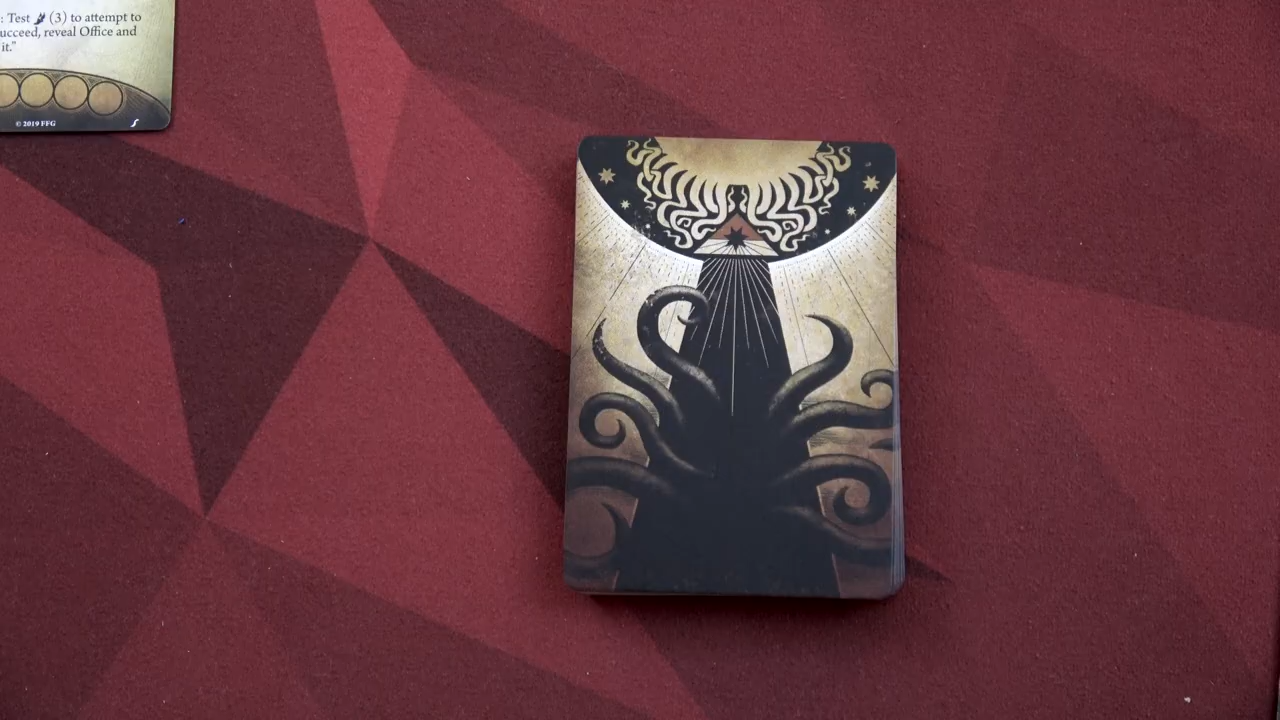 : Test (3) to attempt to
ucceed, reveal Office and
it."
© 2019 FFG